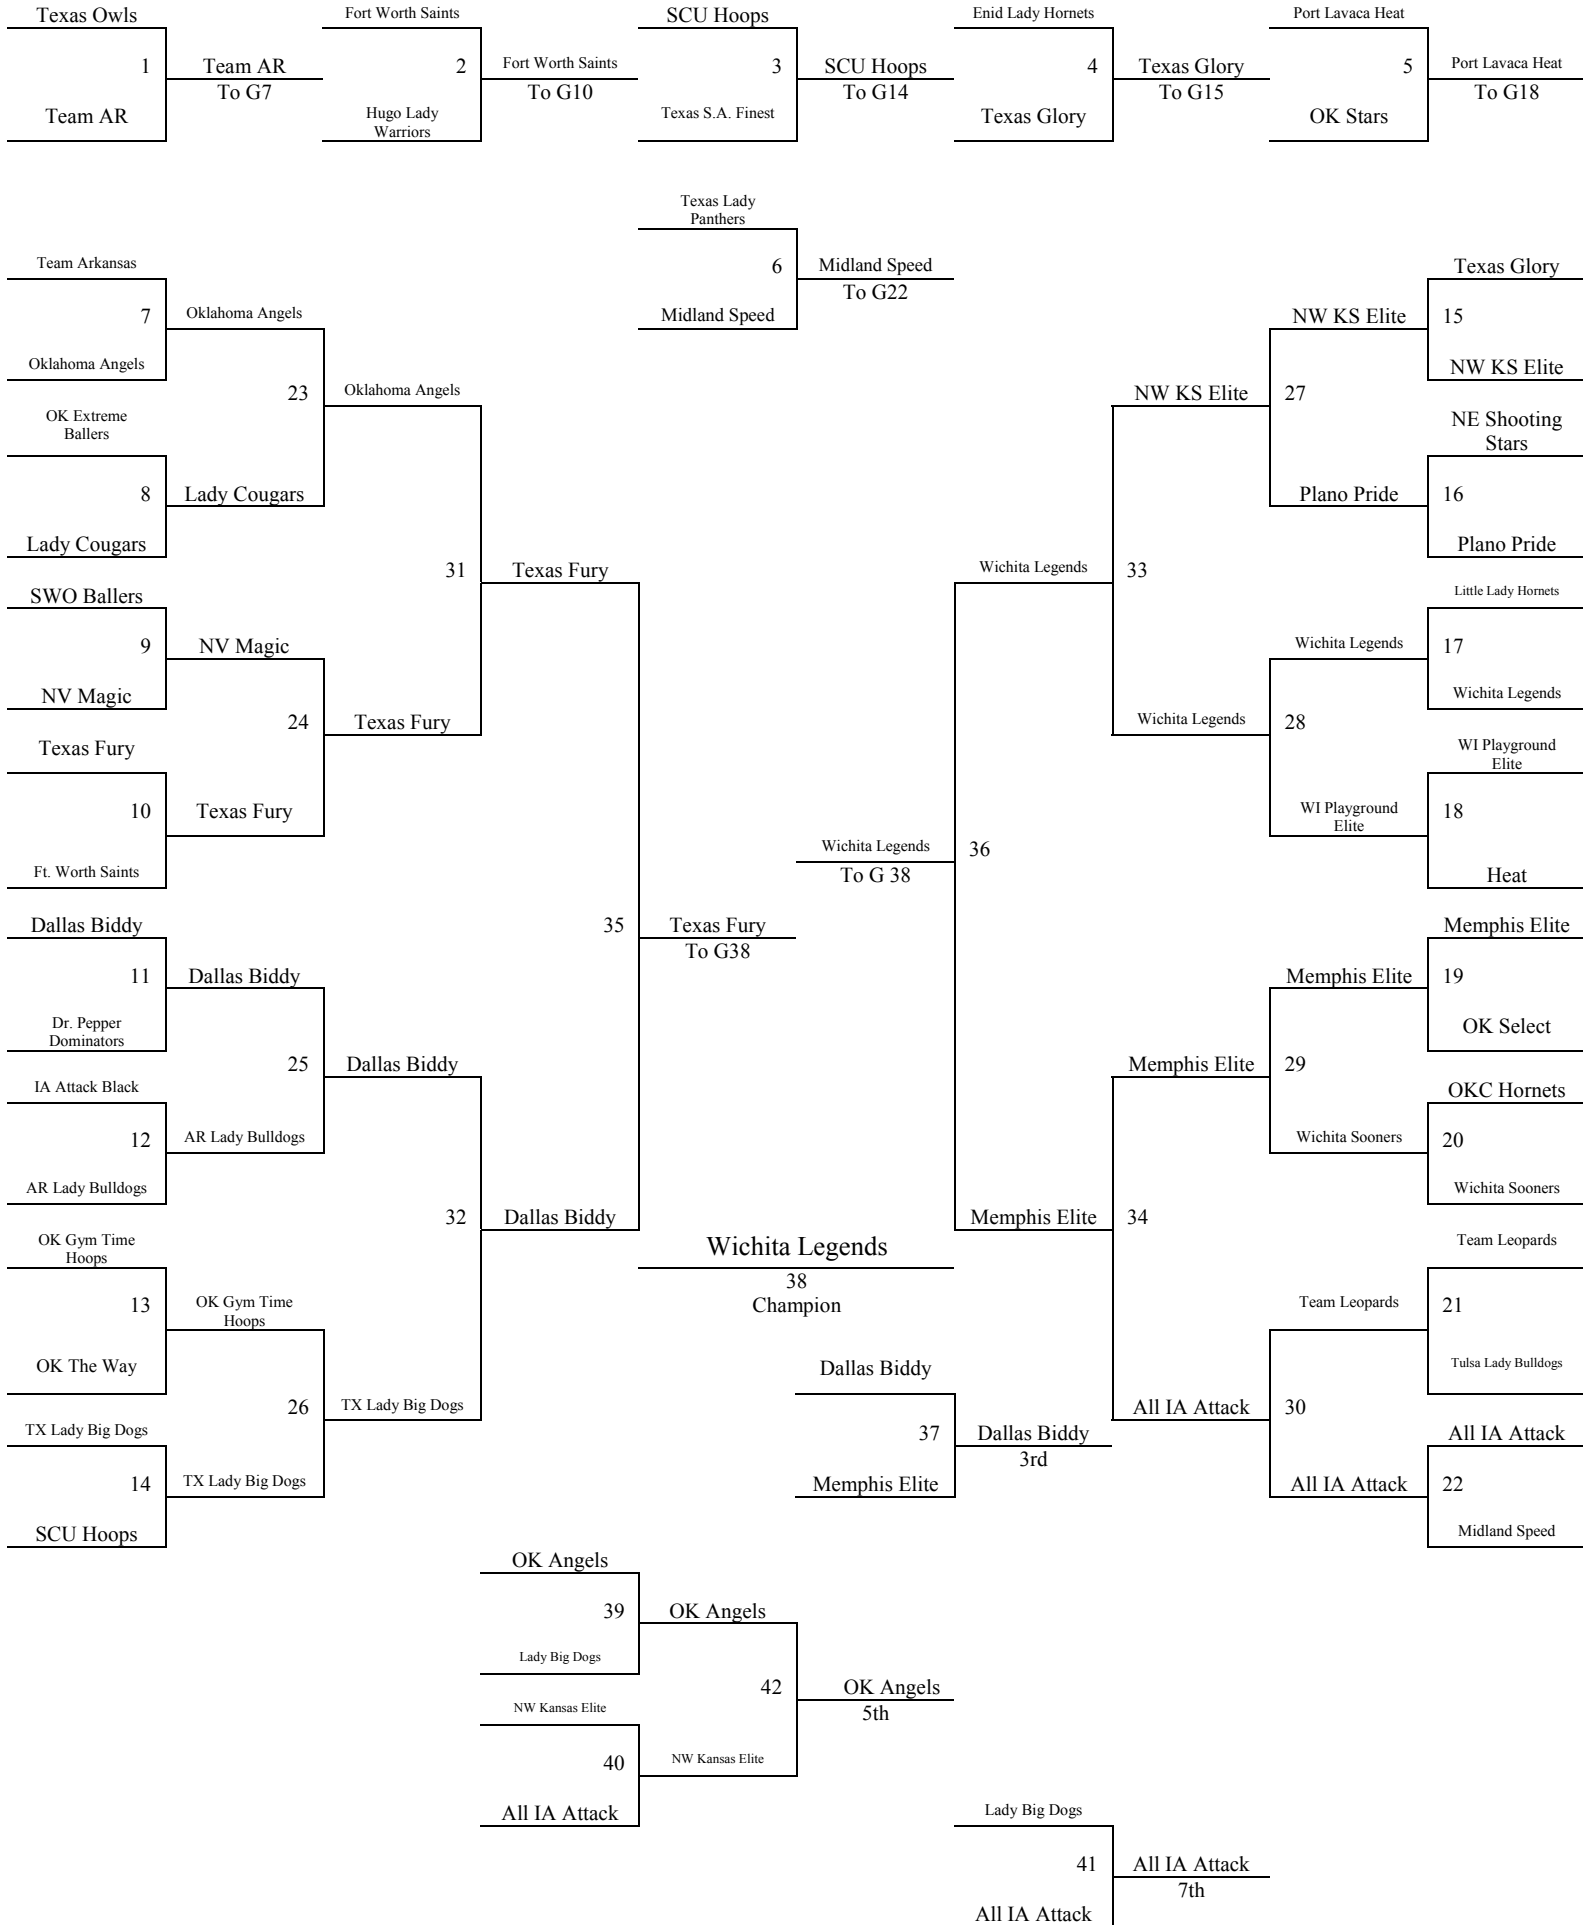 Texas Owls
1
Team AR
To G7
Team AR
Fort Worth Saints
2
Fort Worth Saints
To G10
Hugo Lady
Warriors
SCU Hoops
3
SCU Hoops
To G14
Texas S.A. Finest
Enid Lady Hornets
4
Texas Glory
To G15
Texas Glory
Port Lavaca Heat
5
Port Lavaca Heat
To G18
OK Stars
Texas Lady
Panthers
6
Midland Speed
To G22
Midland Speed
Team Arkansas
7
Oklahoma Angels
Oklahoma Angels
23
Oklahoma Angels
OK Extreme
Ballers
8
Lady Cougars
Lady Cougars
31
Texas Fury
SWO Ballers
9
NV Magic
NV Magic
24
Texas Fury
Texas Fury
10
Texas Fury
Ft. Worth Saints
35
Texas Fury
To G38
Dallas Biddy
11
Dallas Biddy
Dr. Pepper
Dominators
25
Dallas Biddy
IA Attack Black
12
AR Lady Bulldogs
AR Lady Bulldogs
32
Dallas Biddy
OK Gym Time
Hoops
13
OK Gym Time
Hoops
OK The Way
26
TX Lady Big Dogs
TX Lady Big Dogs
14
TX Lady Big Dogs
SCU Hoops
Texas Glory
NW KS Elite
15
NW KS Elite
NW KS Elite
27
NE Shooting
Stars
Plano Pride
16
Plano Pride
Wichita Legends
33
Little Lady Hornets
Wichita Legends
17
Wichita Legends
Wichita Legends
28
WI Playground
Elite
WI Playground
Elite
18
Heat
Wichita Legends
To G 38
36
Memphis Elite
Memphis Elite
19
OK Select
Memphis Elite
29
OKC Hornets
Wichita Sooners
20
Wichita Sooners
Memphis Elite
34
Team Leopards
Team Leopards
21
Tulsa Lady Bulldogs
All IA Attack
30
All IA Attack
All IA Attack
22
Midland Speed
Wichita Legends
38
Champion
Dallas Biddy
37
Dallas Biddy
3rd
Memphis Elite
OK Angels
39
OK Angels
Lady Big Dogs
42
OK Angels
5th
NW Kansas Elite
40
NW Kansas Elite
All IA Attack
Lady Big Dogs
41
All IA Attack
7th
All IA Attack